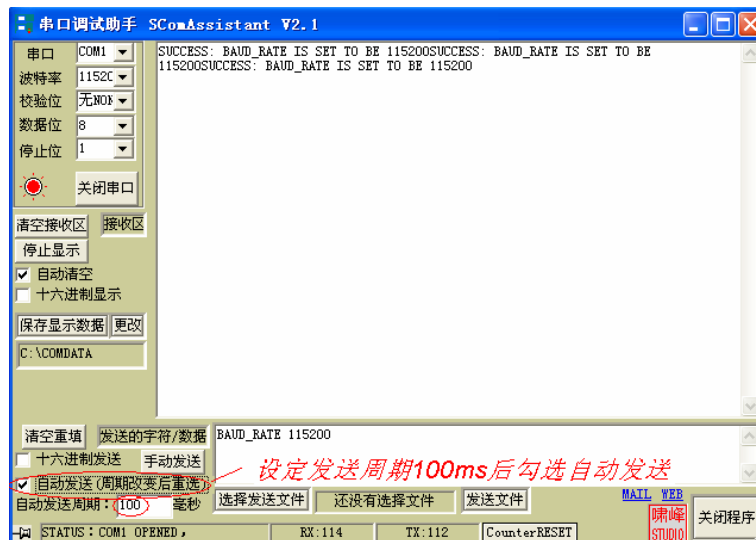 串口调试助手 SComAssistant V2.1
串口 COM1
波特率 1152C
校验位 无NON
数据位 8
停止位 1
关闭串口
清空接收区 接收区
停止显示
自动清空
十六进制显示
保存显示数据 更改
C:\COMDATA
SUCCESS: BAUD_RATE IS SET TO BE 115200SUCCESS: BAUD_RATE IS SET TO BE
115200SUCCESS: BAUD_RATE IS SET TO BE 115200
清空重填 发送的字符/数据 BAUD_RATE 115200
十六进制发送 手动发送
自动发送(周期改变后重选) 设定发送周期100ms后勾选自动发送
自动发送周期: 100 毫秒 选择发送文件 还没有选择文件 发送文件 MAIL WEB
啸峰
STUDIO
关闭程序
STATUS:COM1 OPENED, RX:114 TX:112 CounterRESET